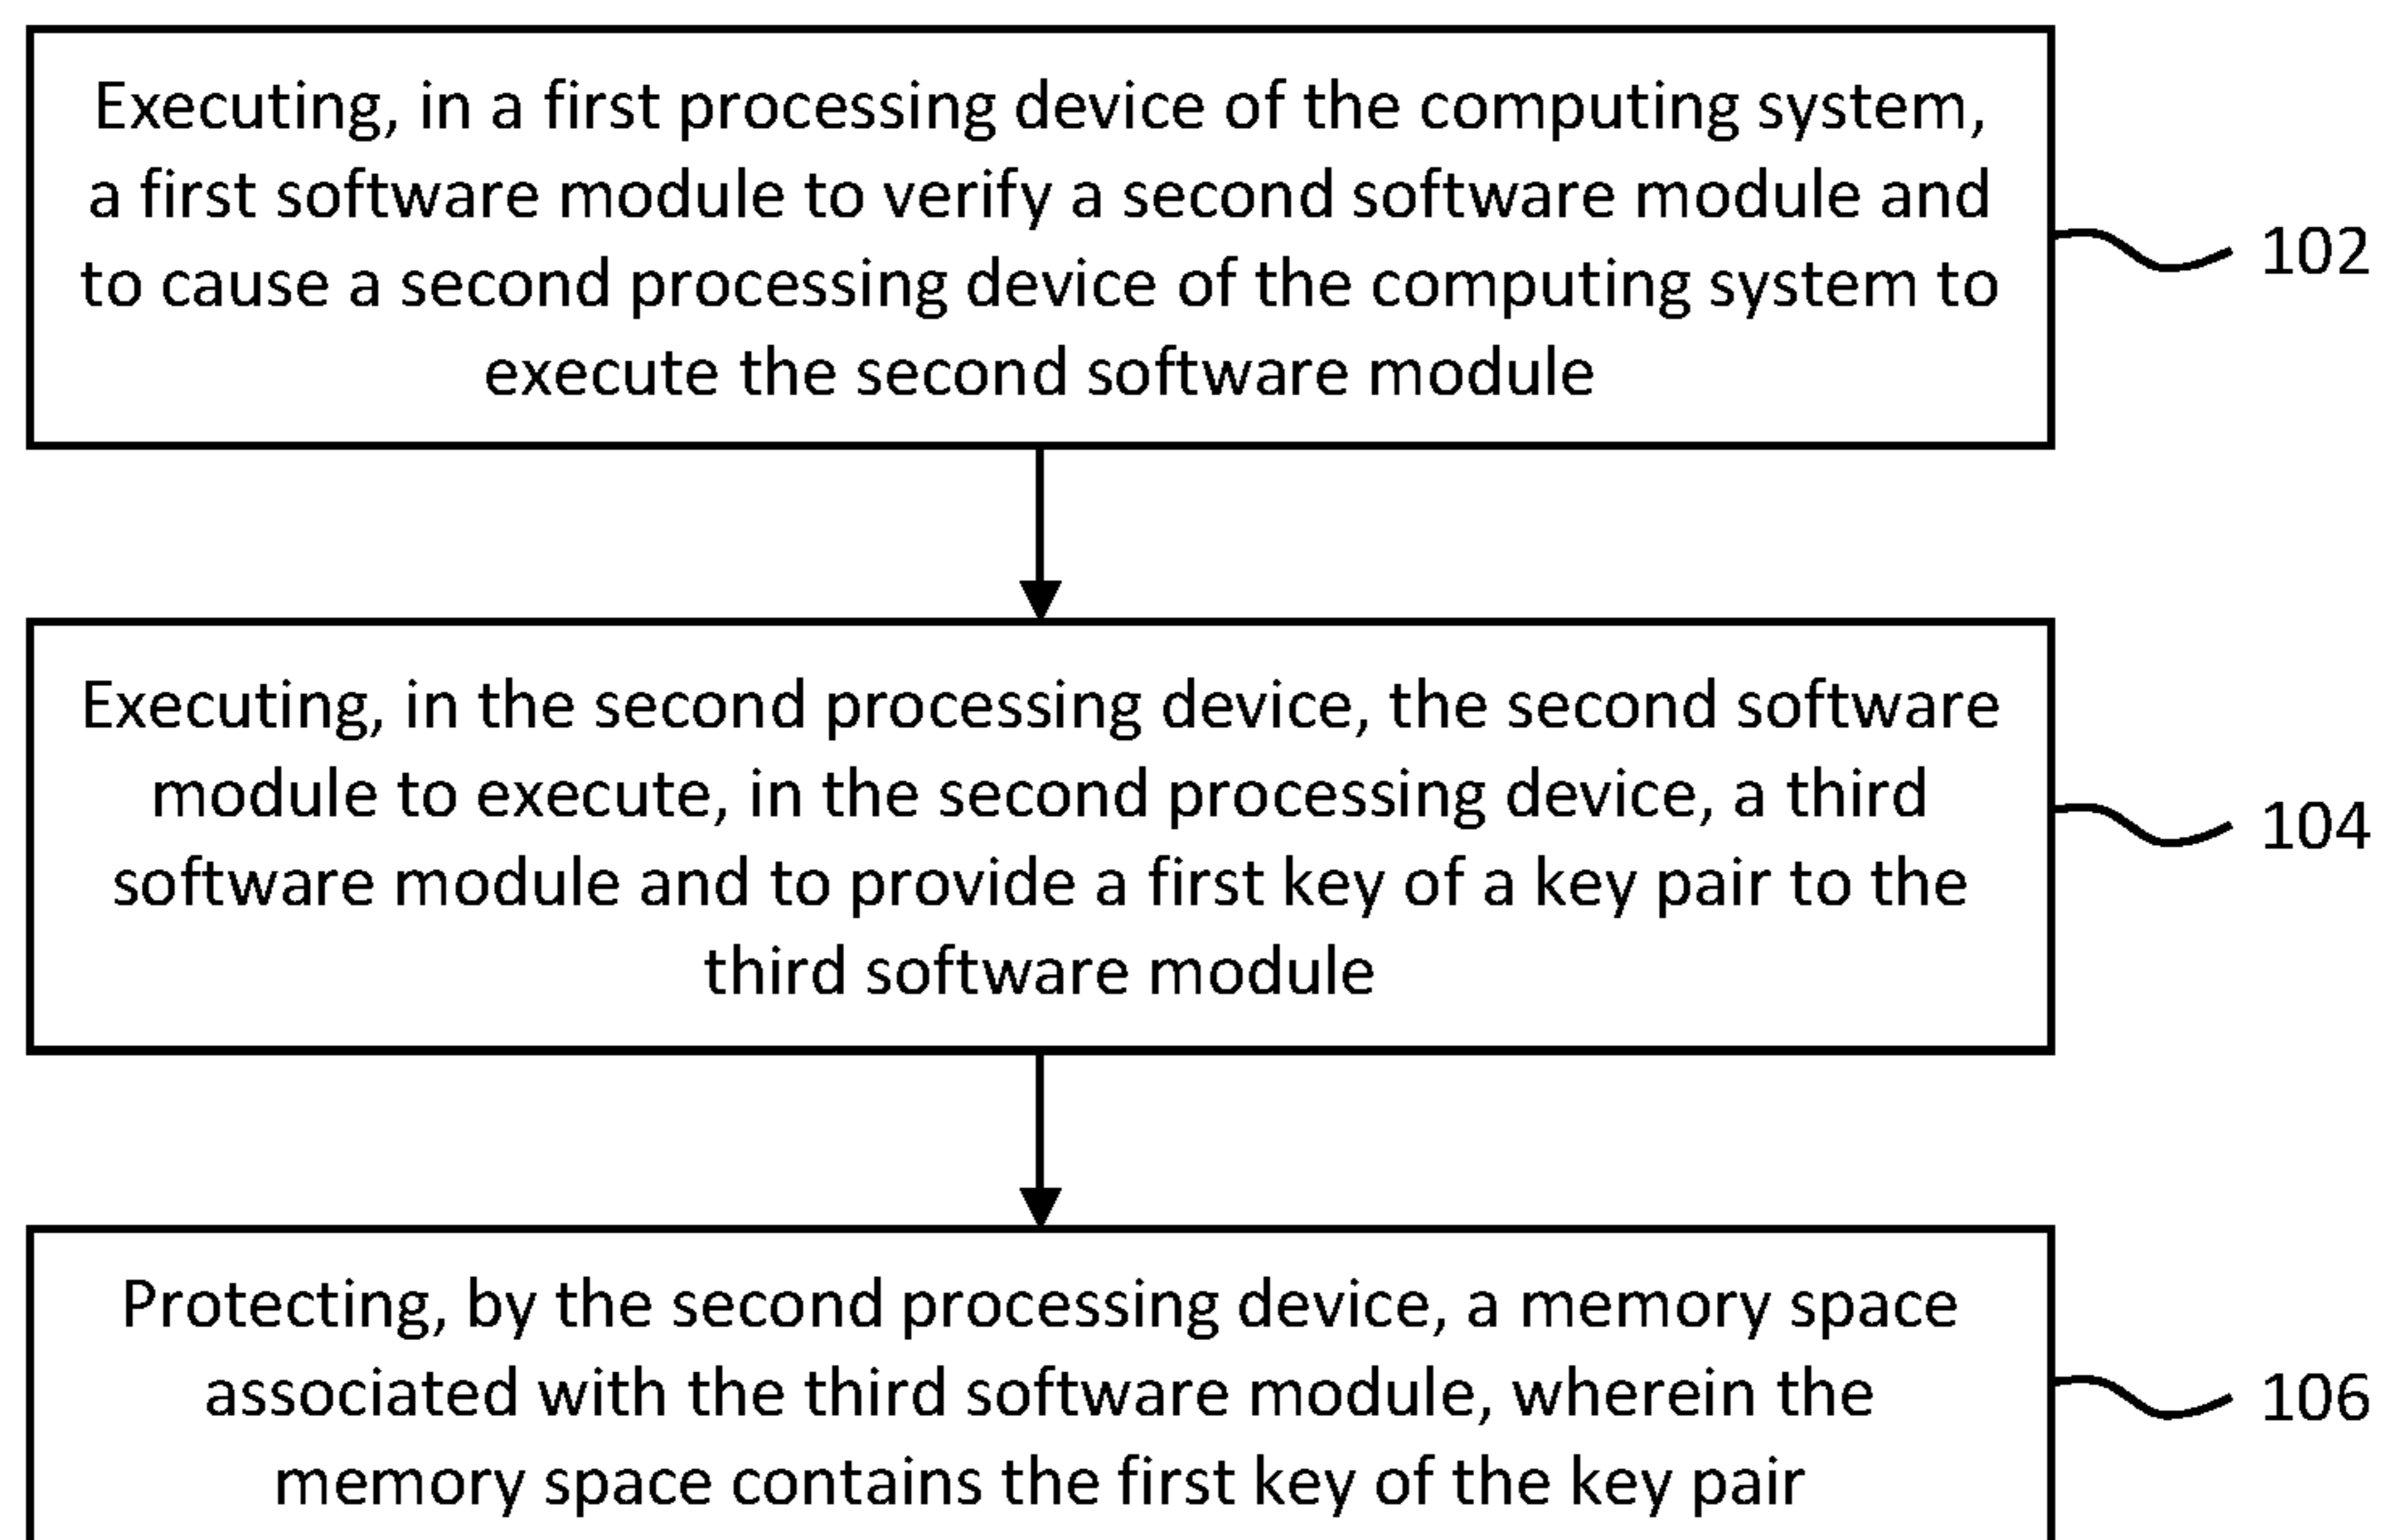 Executing, in a first processing device of the computing system,
a first software module to verify a second software module and
to cause a second processing device of the computing system to
execute the second software module
102
Executing, in the second processing device, the second software
module to execute, in the second processing device, a third
software module and to provide a first key of a key pair to the
third software module
104
Protecting, by the second processing device, a memory space
associated with the third software module, wherein the
memory space contains the first key of the key pair
106